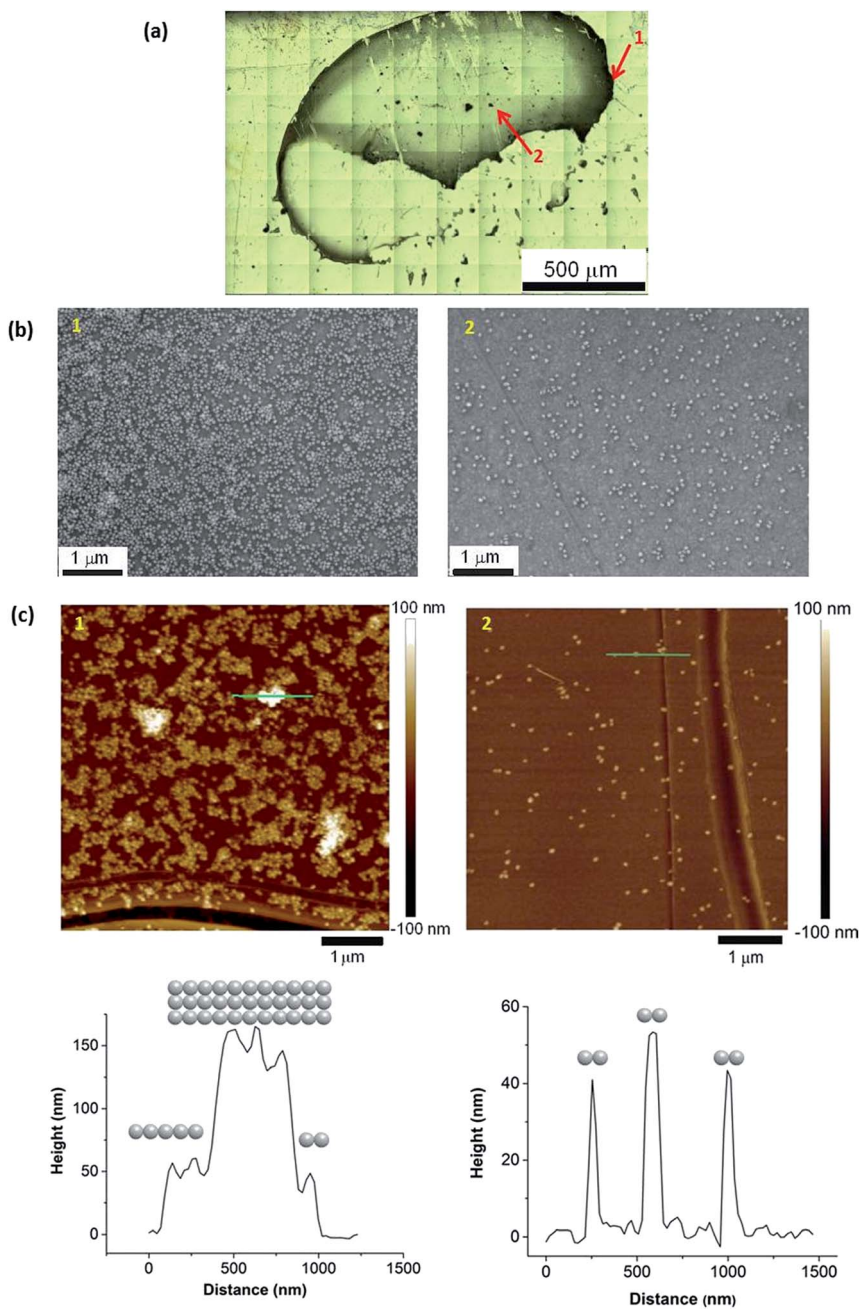 (a)
1
2
500 μm
(b)
1
1 μm
2
1 μm
(c)
1
100 nm
-100 nm
1 μm
2
100 nm
-100 nm
1 μm
150
100
50
0
Height (nm)
0
500
1000
1500
Distance (nm)
60
40
20
0
Height (nm)
0
500
1000
1500
Distance (nm)